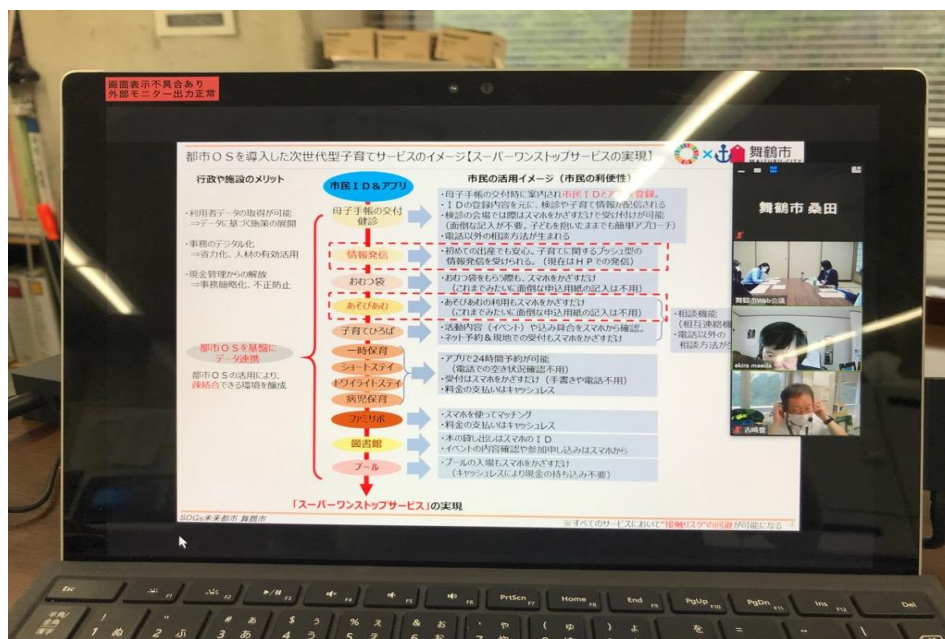 画面表示不具合あり
外部モニター出力正常
都市OSを導入した次世代型子育てサービスのイメージ【スーパーワンストップサービスの実現】
舞鶴市
行政や施設のメリット
・利用者データの取得が可能
⇒データに基づく施策の展開
・事務のデジタル化
⇒省力化、人材の有効活用
・現金管理からの解放
⇒事務簡略化、不正防止
都市OSを基盤に
データ連携
都市OSの活用により、
疎結合できる環境を醸成
市民ID&アプリ
母子手帳の交付
健診
情報発信
おむつ袋
あそびあむ
子育てひろば
一時保育
ショートステイ
トワイライトステイ
病児保育
ファミサポ
図書館
プール
「スーパーワンストップサービス」の実現
市民の活用イメージ(市民の利便性)
・母子手帳の交付時に案内され市民IDとアプリを登録。
・IDの登録内容を元に、検診や子育て情報が配信される
・検診の会場では際はスマホをかざすだけで受け付けが可能
(面倒な記入が不要。子どもを抱いたままでも簡単アプローチ)
・電話以外の相談方法が生まれる
・初めての出産でも安心。子育てに関するプッシュ型の
情報発信を受けられる。(現在はHPでの発信)
・おむつ袋をもらう際も、スマホをかざすだけ
(これまでみたいに面倒な申込用紙の記入は不用)
・あそびあむの利用もスマホをかざすだけ
(これまでみたいに面倒な申込用紙の記入は不用)
・活動内容(イベント)や込み具合をスマホから確認。
・ネット予約&現地での受付もスマホをかざすだけ
・アプリで24時間予約が可能
(電話での空き状況確認不用)
・受付はスマホをかざすだけ(手書きや電話不用)
・料金の支払いはキャッシュレス
・スマホを使ってマッチング
・料金の支払いはキャッシュレス
・本の貸し出しはスマホのID
・イベントの内容確認や参加申し込みはスマホから
・プールの入場もスマホをかざすだけ
(キャッシュレスにより現金の持ち込み不要)
・相談機能
(相互連絡機
・電話以外の
相談方法が
SDGs未来都市 舞鶴市
※すべてのサービスにおいて"接触リスク"の回避が可能になる
舞鶴市 桑田
舞鶴市Web会議
akira maeda
吉崎豊
Esc
F1
F2
F3
F4
F5
F6
PrtScn
F7
Home
F8
End
F9
PgUp
F10
PgDn
F11
Ins
F12
Del
半角/
全角
漢字